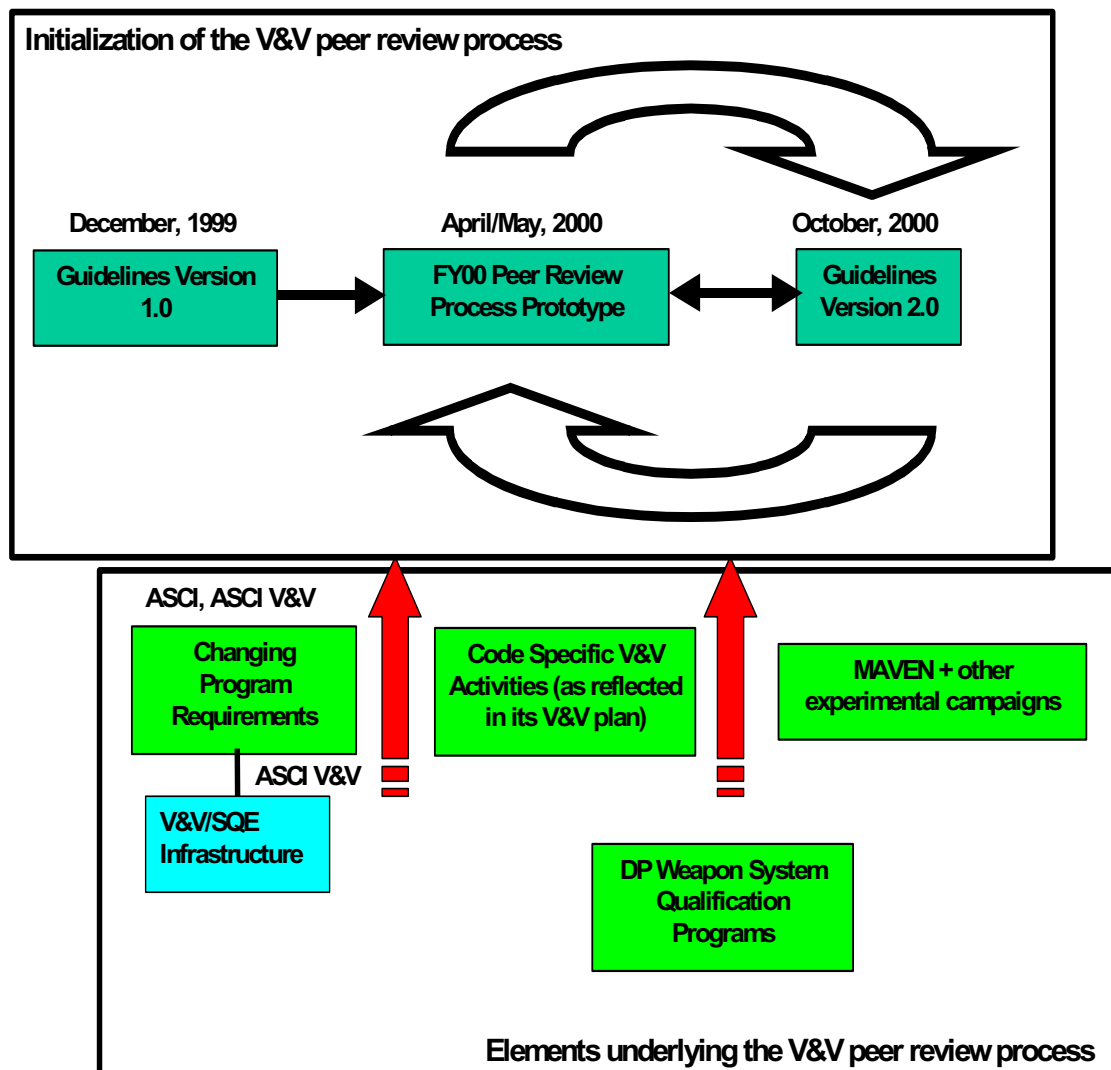 Initialization of the V&V peer review process
December, 1999
April/May, 2000
October, 2000
Guidelines Version
1.0
FY00 Peer Review
Process Prototype
Guidelines
Version 2.0
ASCI, ASCI V&V
Changing
Program
Requirements
Code Specific V&V
Activities (as reflected
in its V&V plan)
MAVEN + other
experimental campaigns
ASCI V&V
V&V/SQE
Infrastructure
DP Weapon System
Qualification
Programs
Elements underlying the V&V peer review process